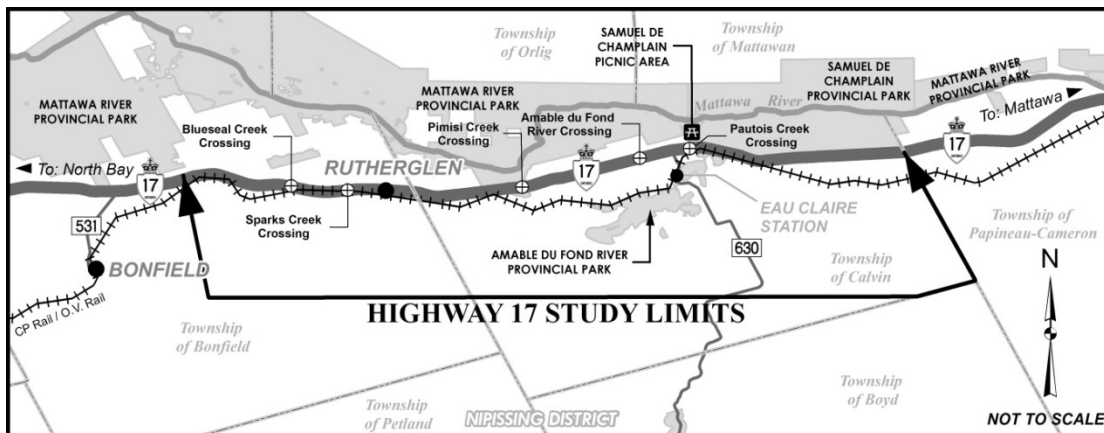 Township
of Orlig
SAMUEL
DE CHAMPLAIN
PICNIC AREA
Township
of Mattawan
MATTAWA RIVER
PROVINCIAL PARK
MATTAWA RIVER
PROVINCIAL PARK
SAMUEL DE
CHAMPLAIN
PROVINCIAL PARK
MATTAWA RIVER
PROVINCIAL PARK
To: Mattawa
Mattawa River
Blueseal Creek
Crossing
Pimisi Creek
Crossing
Amable du Fond
River Crossing
Pautois Creek
Crossing
To: North Bay
17
RUTHERGLEN
17
17
Sparks Creek
Crossing
531
BONFIELD
EAU CLAIRE
STATION
AMABLE DU FOND RIVER
PROVINCIAL PARK
630
Township of
Papineau-Cameron
Township
of Calvin
N
CP Rail / O.V. Rail
HIGHWAY 17 STUDY LIMITS
Township
of Bonfield
Township
of Petland
NIPISSING DISTRICT
Township
of Boyd
NOT TO SCALE